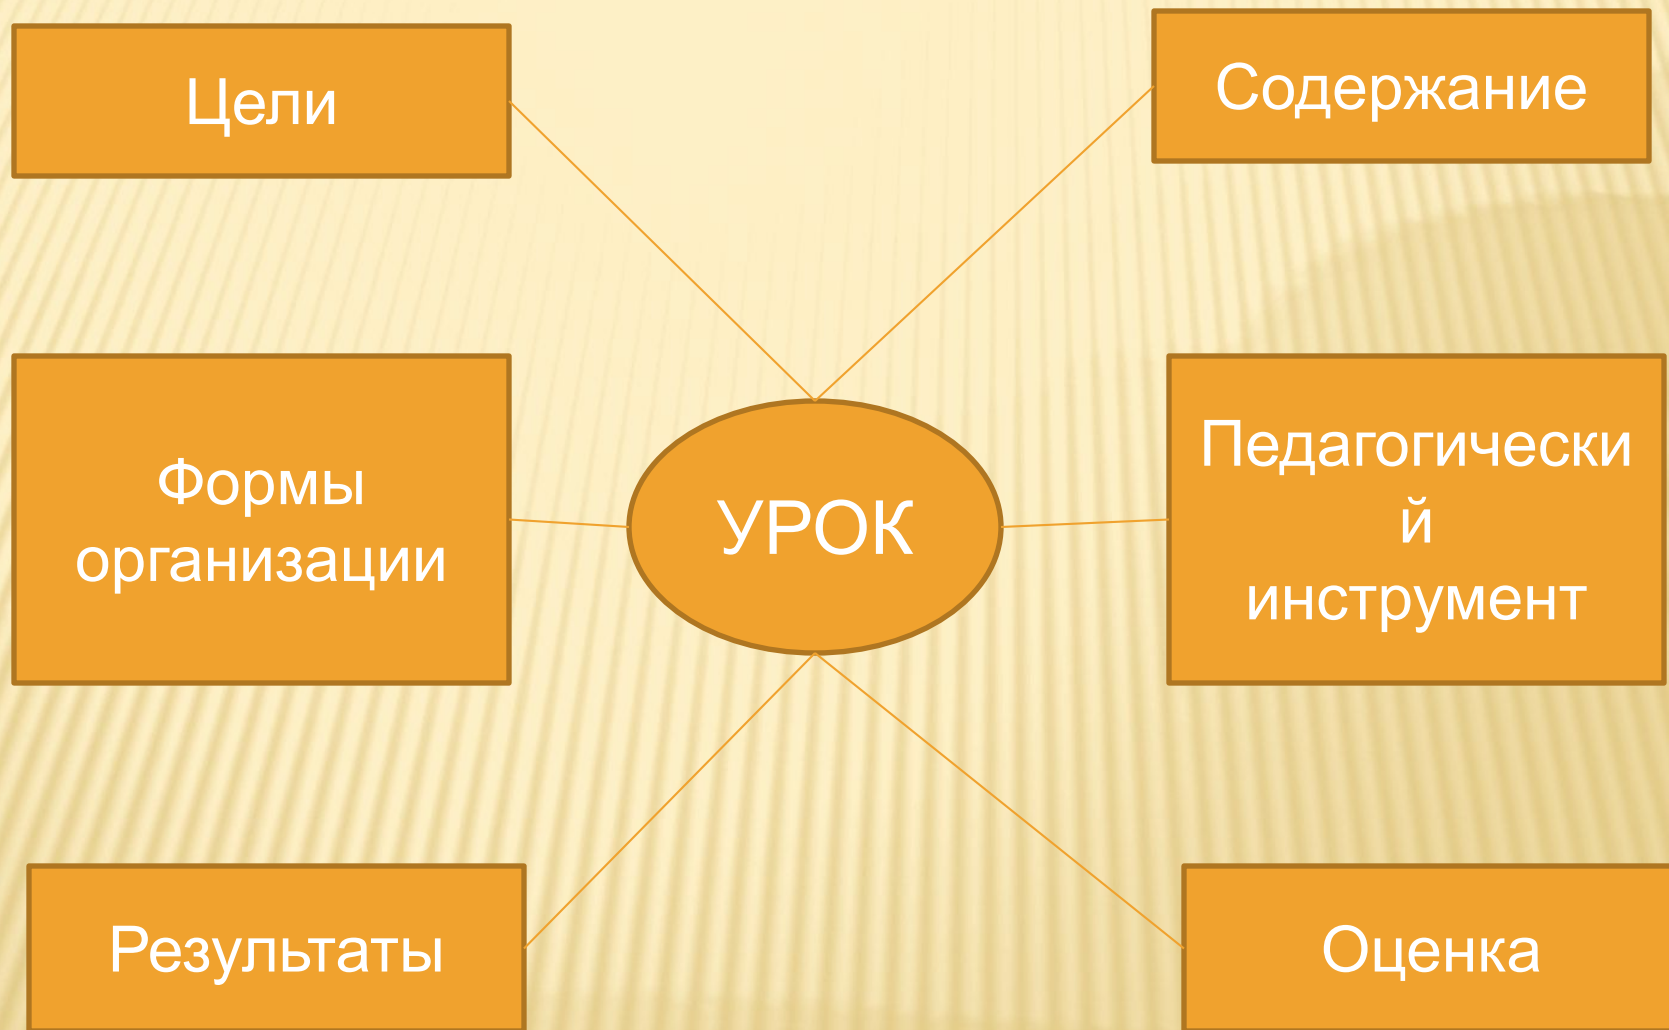 Цели
Содержание
Формы
организации
УРОК
Педагогически
й
инструмент
Результаты
Оценка